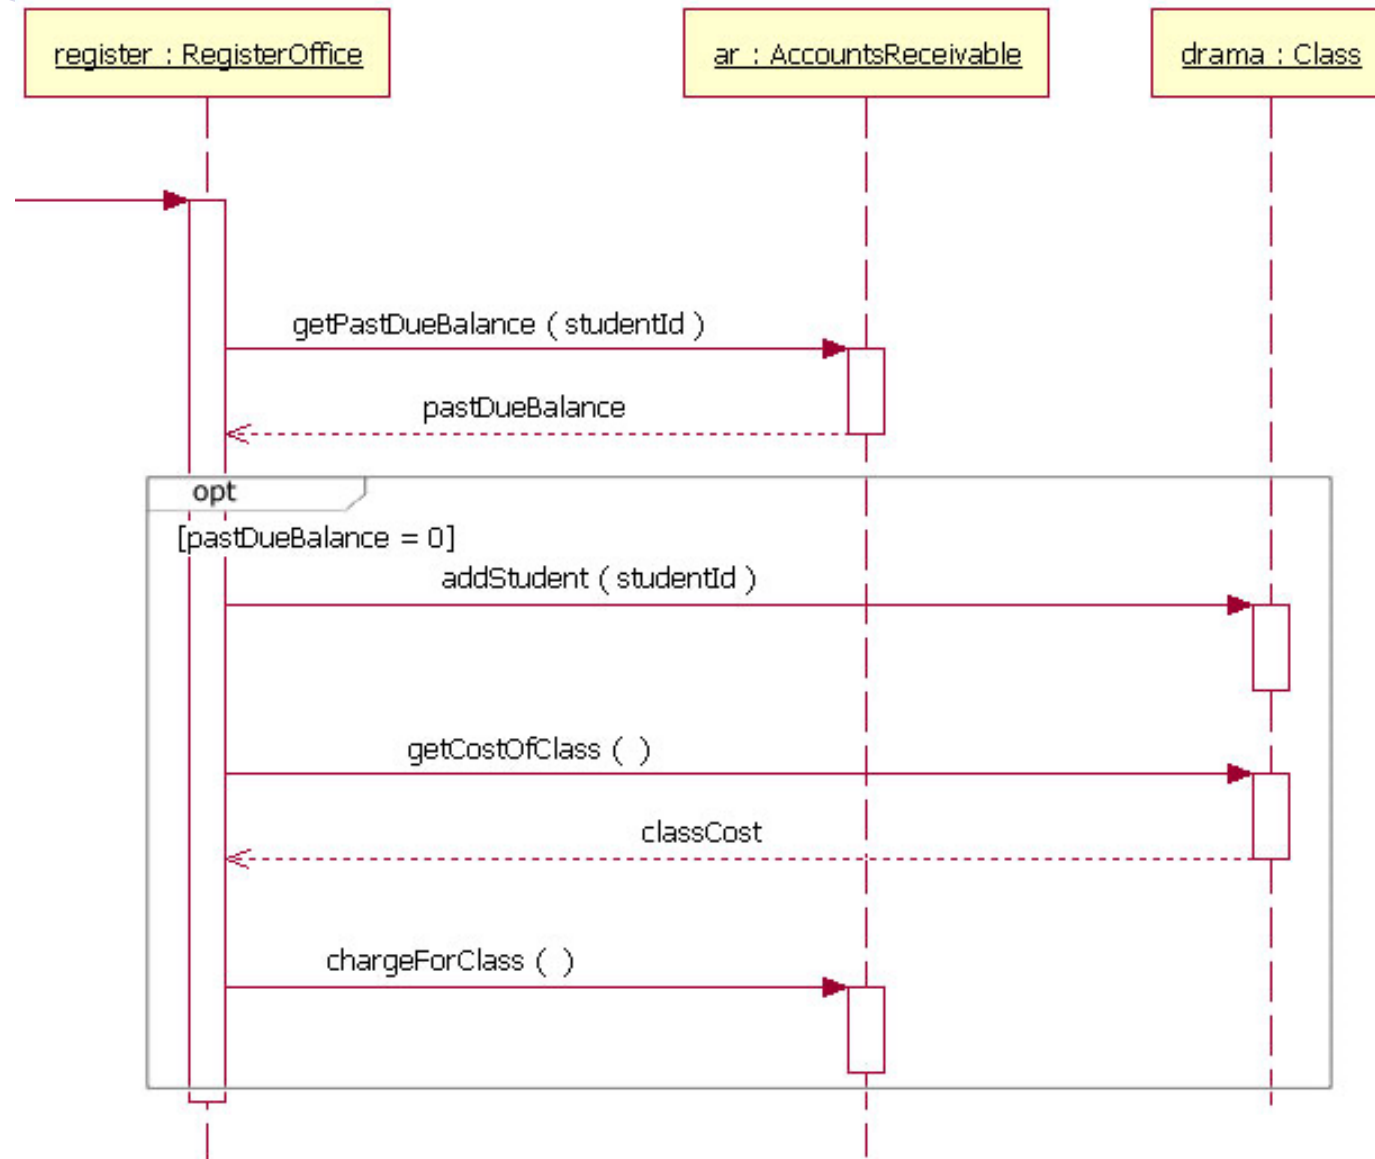 register : RegisterOffice
ar : AccountsReceivable
drama : Class
getPastDueBalance ( studentId )
pastDueBalance
opt
[pastDueBalance = 0]
addStudent ( studentId )
getCostOfClass ( )
classCost
chargeForClass ( )